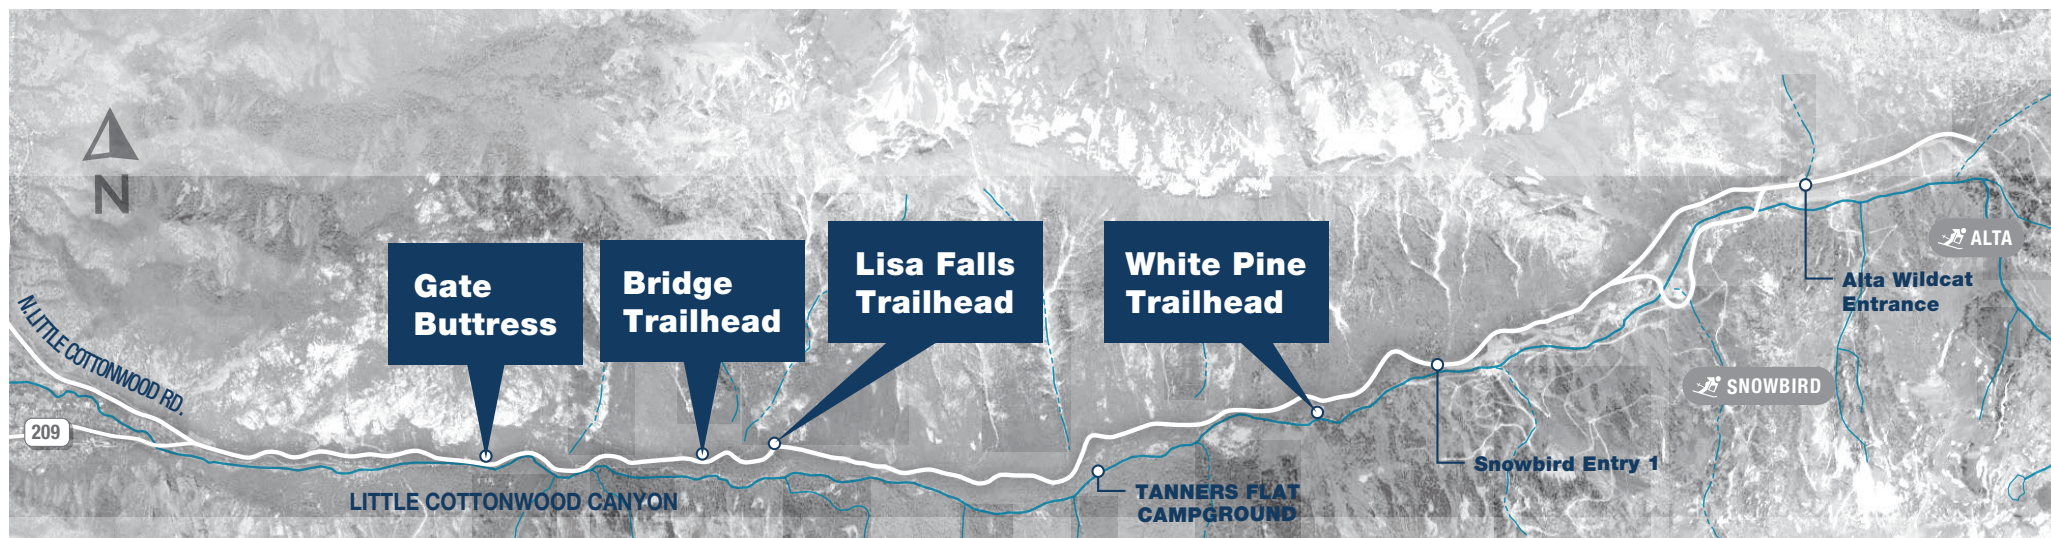 N
N. LITTLE COTTONWOOD RD.
209
Gate
Buttress
Bridge
Trailhead
Lisa Falls
Trailhead
White Pine
Trailhead
LITTLE COTTONWOOD CANYON
TANNERS FLAT
CAMPGROUND
Snowbird Entry 1
SNOWBIRD
ALTA
Alta Wildcat
Entrance